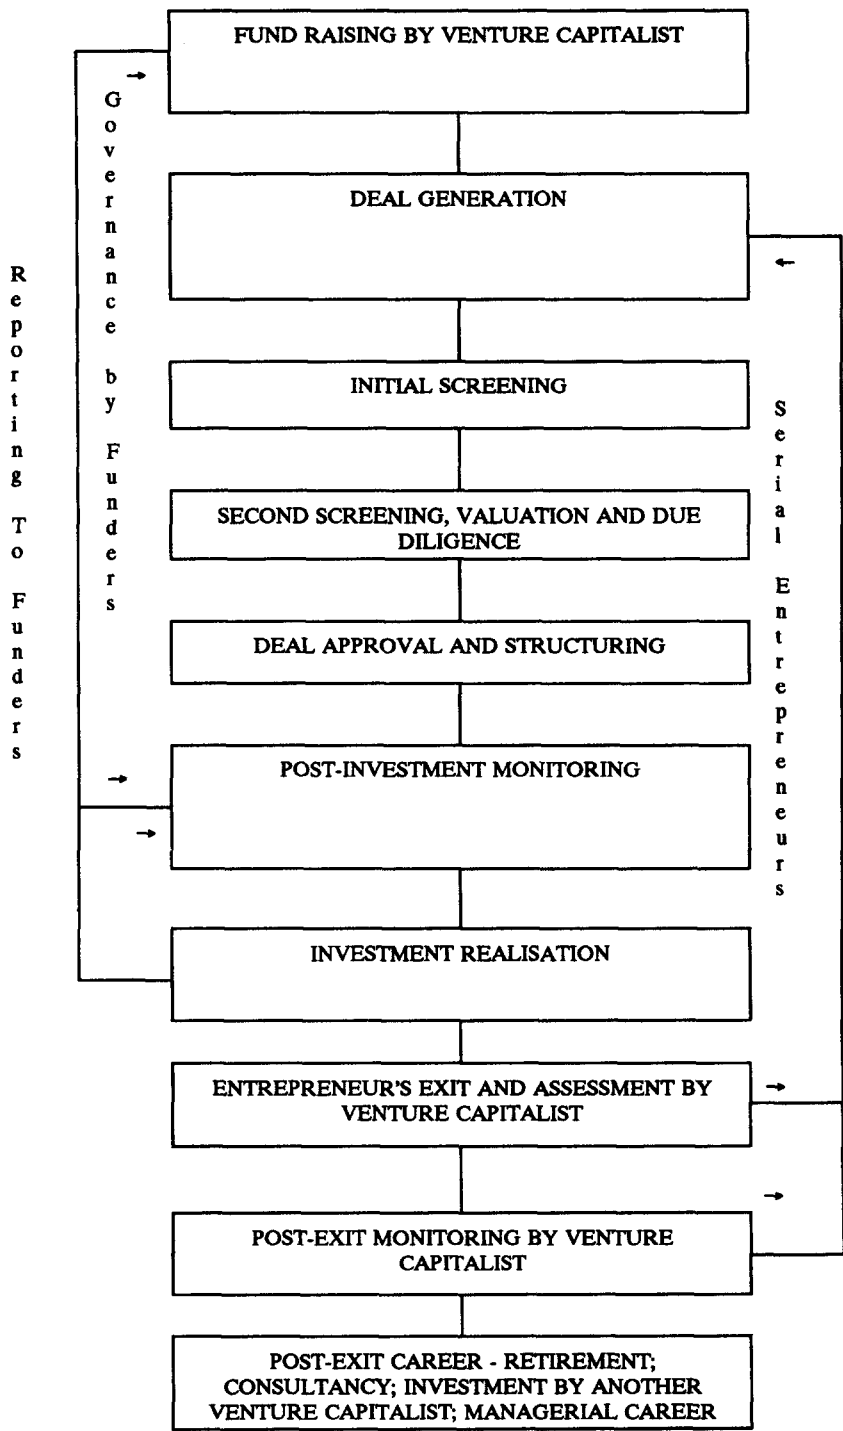 FUND RAISING BY VENTURE CAPITALIST
DEAL GENERATION
INITIAL SCREENING
SECOND SCREENING, VALUATION AND DUE
DILIGENCE
DEAL APPROVAL AND STRUCTURING
POST-INVESTMENT MONITORING
INVESTMENT REALISATION
ENTREPRENEUR'S EXIT AND ASSESSMENT BY
VENTURE CAPITALIST
POST-EXIT MONITORING BY VENTURE
CAPITALIST
POST-EXIT CAREER - RETIREMENT;
CONSULTANCY; INVESTMENT BY ANOTHER
VENTURE CAPITALIST; MANAGERIAL CAREER
Reporting To Funders
Governance by Funders
Serial Entrepreneurs